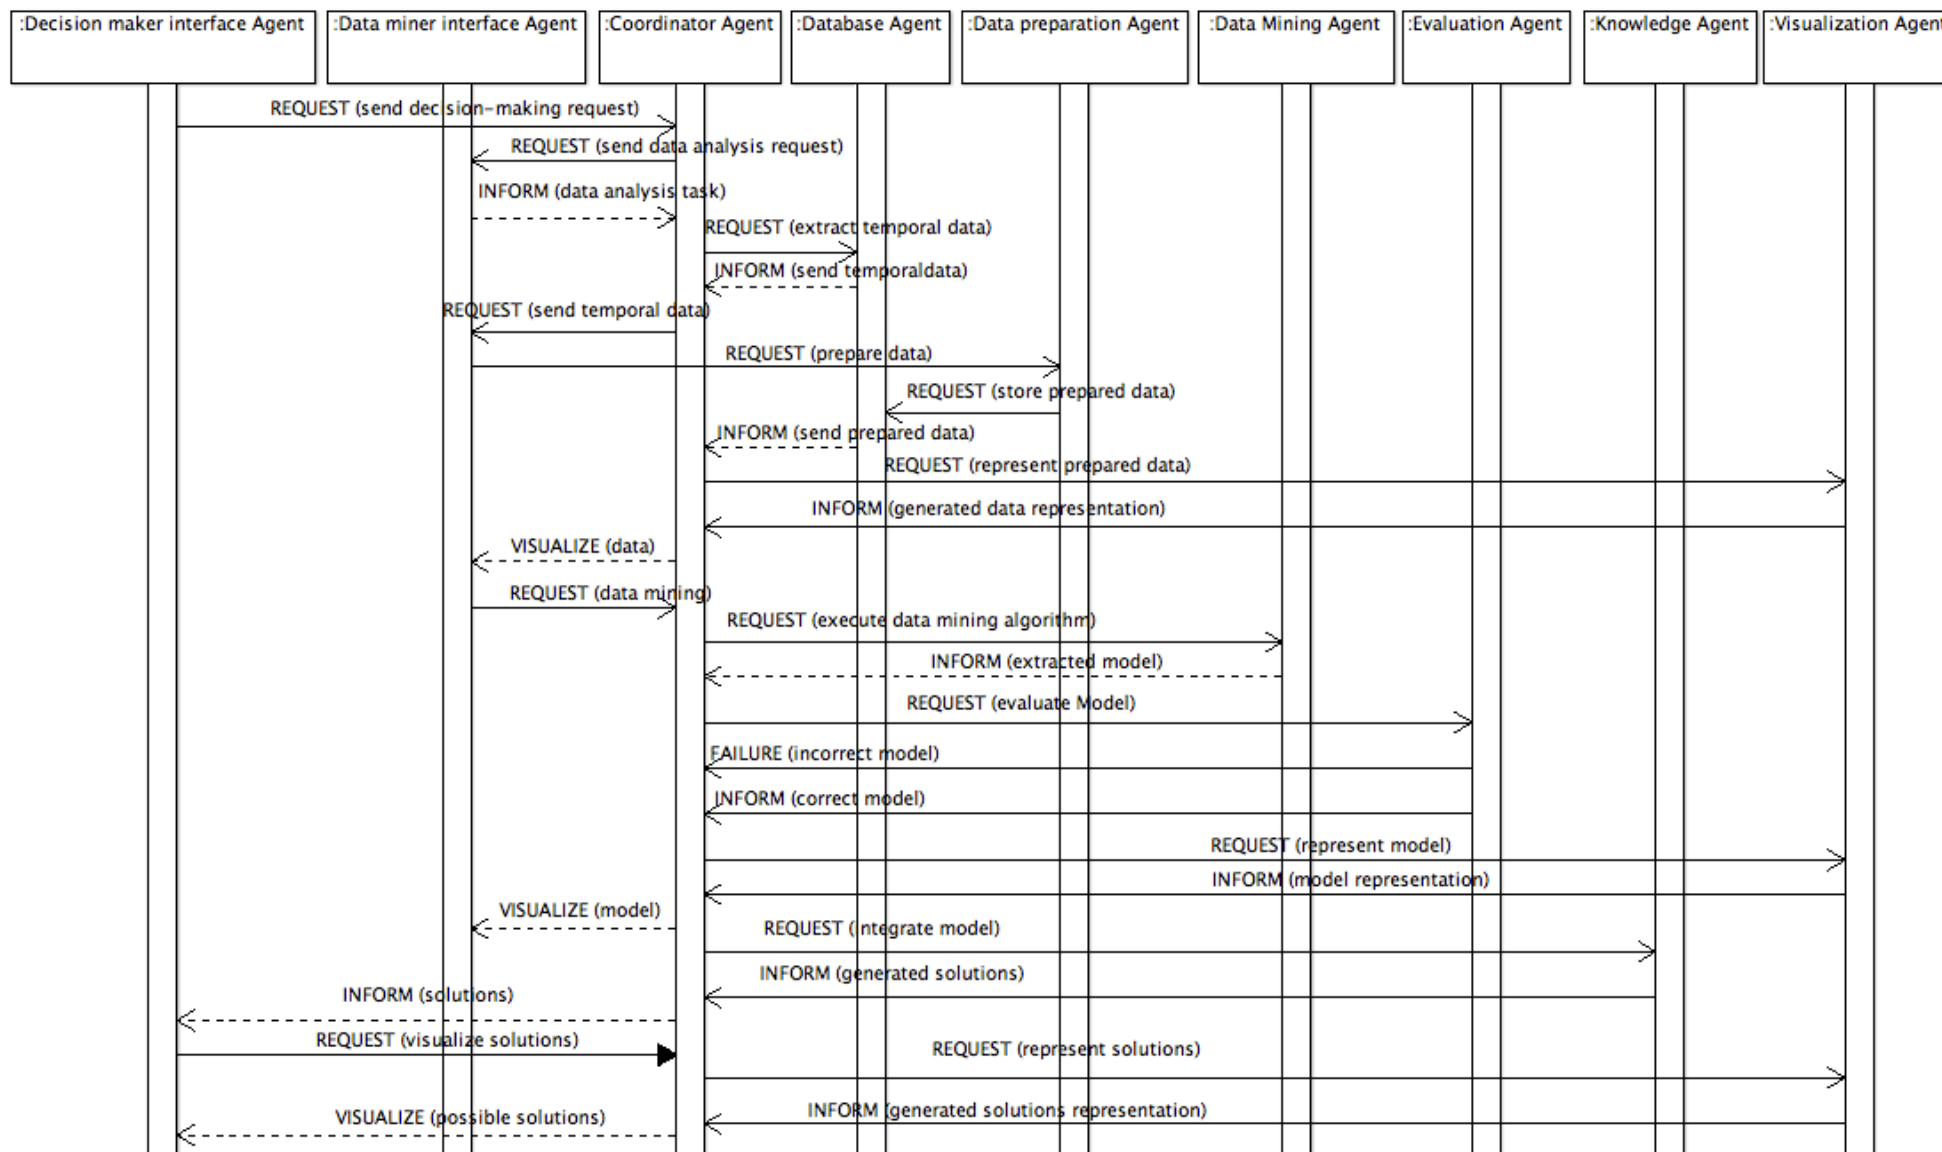 :Decision maker interface Agent
:Data miner interface Agent
:Coordinator Agent
:Database Agent
:Data preparation Agent
:Data Mining Agent
:Evaluation Agent
:Knowledge Agent
:Visualization Agent
REQUEST (send decision-making request)
REQUEST (send data analysis request)
INFORM (data analysis task)
REQUEST (extract temporal data)
INFORM (send temporaldata)
REQUEST (send temporal data)
REQUEST (prepare data)
REQUEST (store prepared data)
INFORM (send prepared data)
REQUEST (represent prepared data)
INFORM (generated data representation)
VISUALIZE (data)
REQUEST (data mining)
REQUEST (execute data mining algorithm)
INFORM (extracted model)
REQUEST (evaluate Model)
FAILURE (incorrect model)
INFORM (correct model)
REQUEST (represent model)
INFORM (model representation)
VISUALIZE (model)
REQUEST (integrate model)
INFORM (generated solutions)
INFORM (solutions)
REQUEST (visualize solutions)
REQUEST (represent solutions)
INFORM (generated solutions representation)
VISUALIZE (possible solutions)